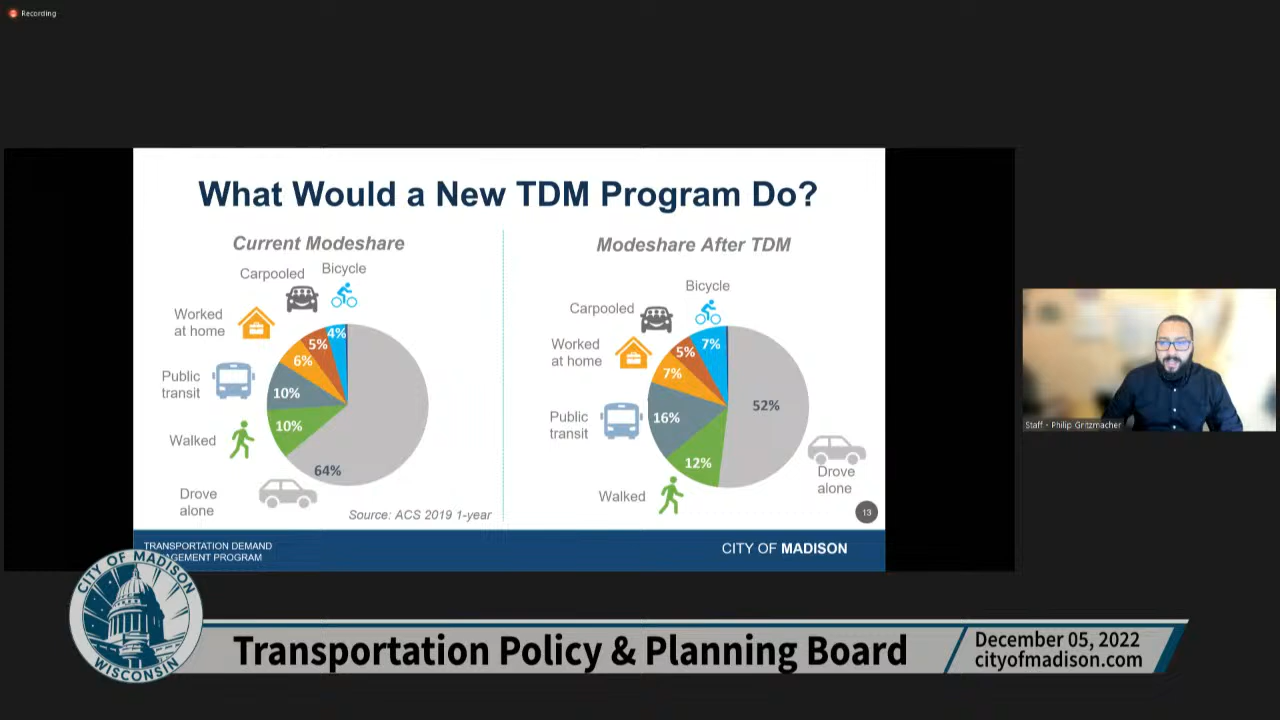 Recording
What Would a New TDM Program Do?
Current Modeshare
Carpooled
Bicycle
Worked
at home
Public
transit
Walked
Drove
alone
4%
5%
6%
10%
10%
64%
Source: ACS 2019 1-year
Modeshare After TDM
Bicycle
Carpooled
Worked
at home
Public
transit
Walked
Drove
alone
7%
5%
7%
16%
12%
52%
13
TRANSPORTATION DEMAND
AGEMENT PROGRAM
CITY OF MADISON
Staff - Philip Gritzmacher
CITY OF MADISON
WISCONSIN
Transportation Policy & Planning Board
December 05, 2022
cityofmadison.com